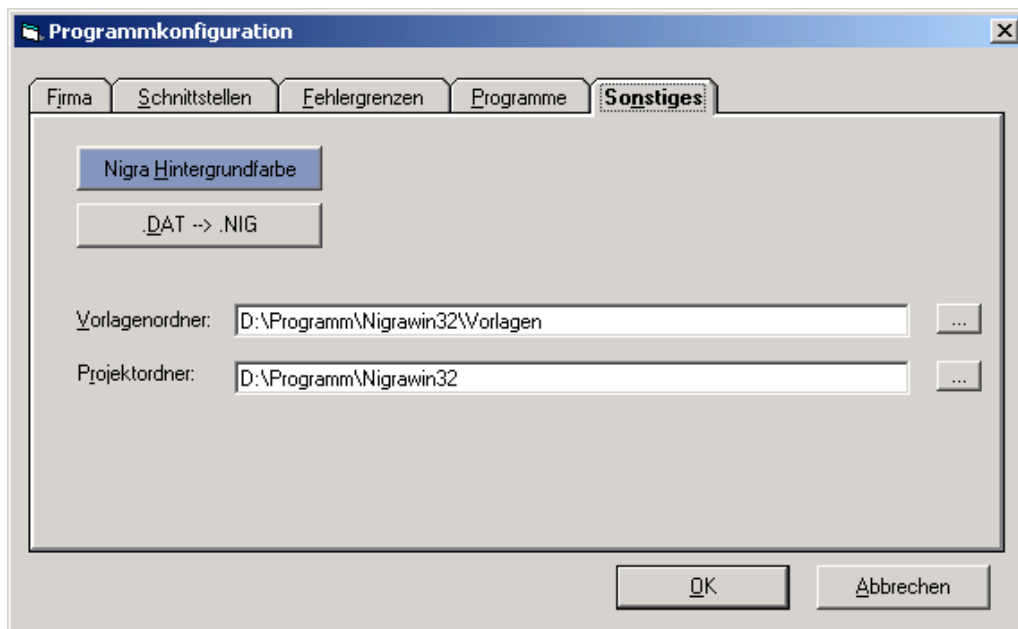 Programmkonfiguration
Firma Schnittstellen Fehlergrenzen Programme Sonstiges
Nigra Hintergrundfarbe
.DAT --> .NIG
Vorlagenordner: D:\Programm\Nigrawin32\Vorlagen ...
Projektordner: D:\Programm\Nigrawin32 ...
OK Abbrechen